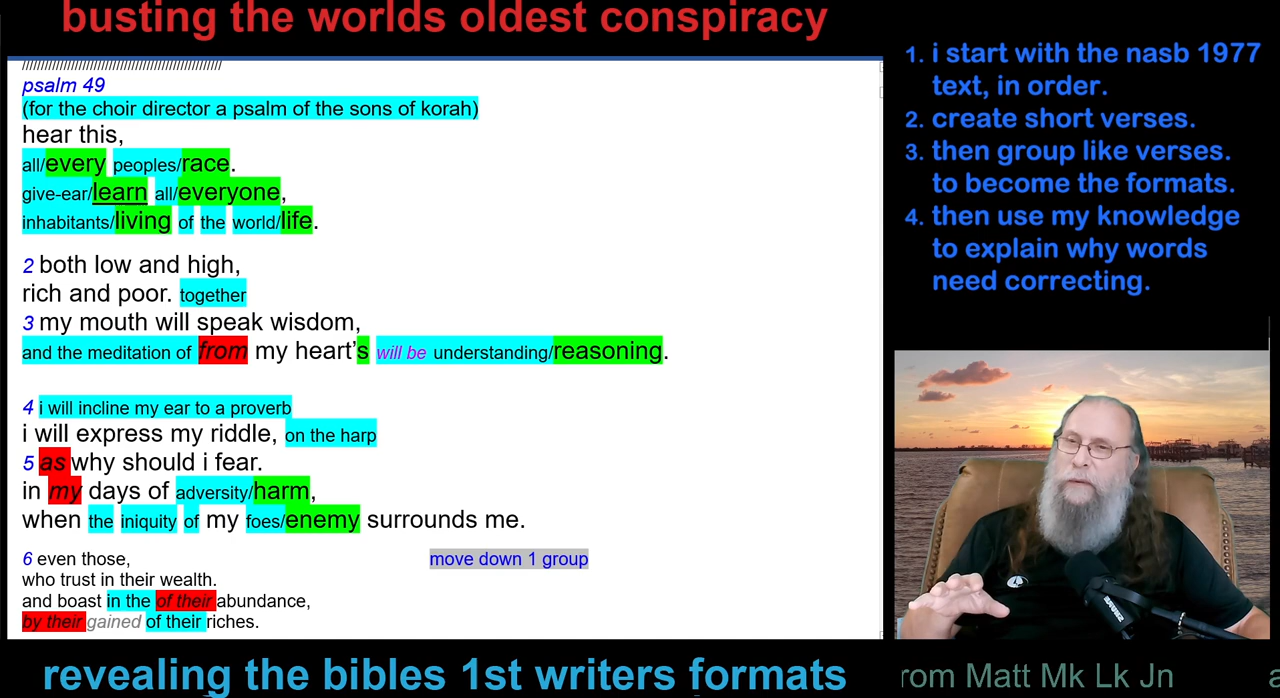 busting the worlds oldest conspiracy
////////////////////////////////////////////////////
psalm 49
(for the choir director a psalm of the sons of korah)
hear this,
all/every peoples/race.
give-ear/learn all/everyone,
inhabitants/living of the world/life.
2 both low and high,
rich and poor. together
3 my mouth will speak wisdom,
and the meditation of from my heart’s will be understanding/reasoning.
4 i will incline my ear to a proverb
i will express my riddle, on the harp
5 as why should i fear.
in my days of adversity/harm,
when the iniquity of my foes/enemy surrounds me.
6 even those,
move down 1 group
who trust in their wealth.
and boast in the of their abundance,
by their gained of their riches.
1. i start with the nasb 1977
text, in order.
2. create short verses.
3. then group like verses.
to become the formats.
4. then use my knowledge
to explain why words
need correcting.
revealing the bibles 1st writers formats
rom Matt Mk Lk Jn a